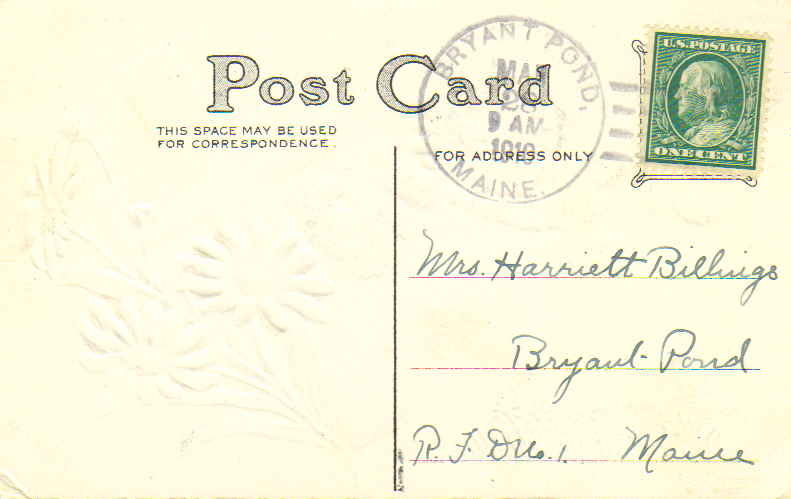 BRYANT POND,
9 AM
MAINE.
U.S. POSTAGE
ONE CENT
Post Card
THIS SPACE MAY BE USED
FOR CORRESPONDENCE.
FOR ADDRESS ONLY
Mrs. Harriett Billings
Bryant Pond
R. F. D No. 1. Maine